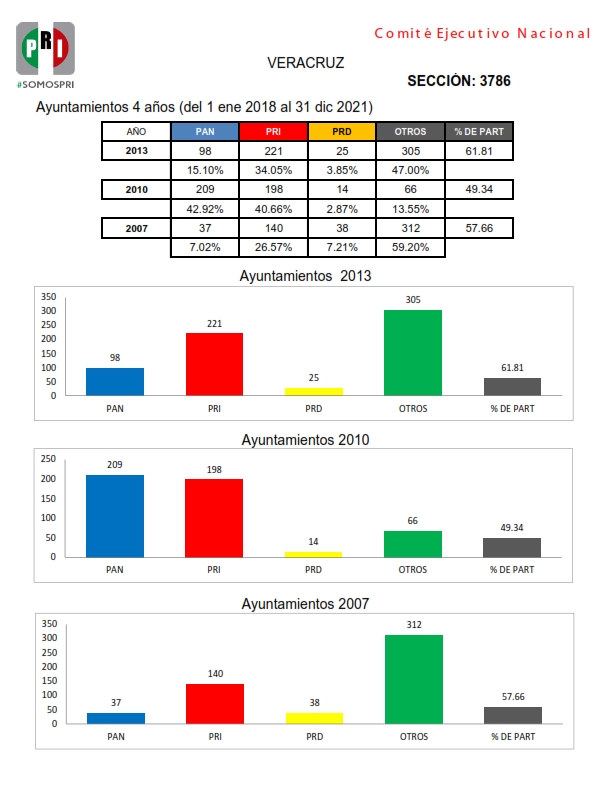 Comité Ejecutivo Nacional
PRI
#SOMOSPRI
VERACRUZ
SECCIÓN: 3786
Ayuntamientos 4 años (del 1 ene 2018 al 31 dic 2021)
AÑO PAN PRI PRD OTROS % DE PART
2013 98 221 25 305 61.81
15.10% 34.05% 3.85% 47.00%
2010 209 198 14 66 49.34
42.92% 40.66% 2.87% 13.55%
2007 37 140 38 312 57.66
7.02% 26.57% 7.21% 59.20%
Ayuntamientos 2013
350
300
250
200
150
100
50
0
98
221
25
305
61.81
PAN PRI PRD OTROS % DE PART
Ayuntamientos 2010
250
200
150
100
50
0
209
198
14
66
49.34
PAN PRI PRD OTROS % DE PART
Ayuntamientos 2007
350
300
250
200
150
100
50
0
37
140
38
312
57.66
PAN PRI PRD OTROS % DE PART